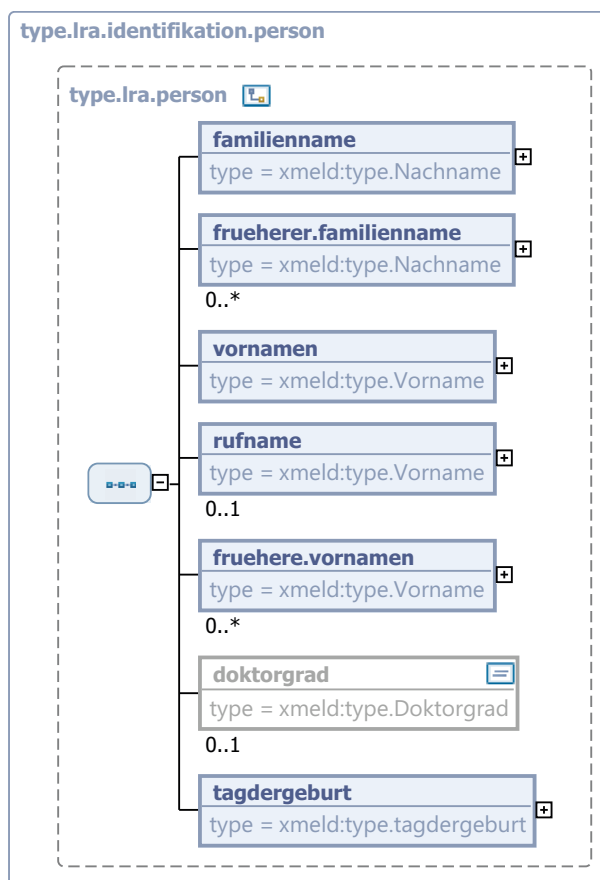 type.lra.identifikation.person
type.lra.person
familienname
type = xmeld:type.Nachname
frueherer.familienname
type = xmeld:type.Nachname
0..*
vornamen
type = xmeld:type.Vorname
rufname
type = xmeld:type.Vorname
0..1
fruehere.vornamen
type = xmeld:type.Vorname
0..*
doktorgrad
type = xmeld:type.Doktorgrad
0..1
tagdergeburt
type = xmeld:type.tagdergeburt